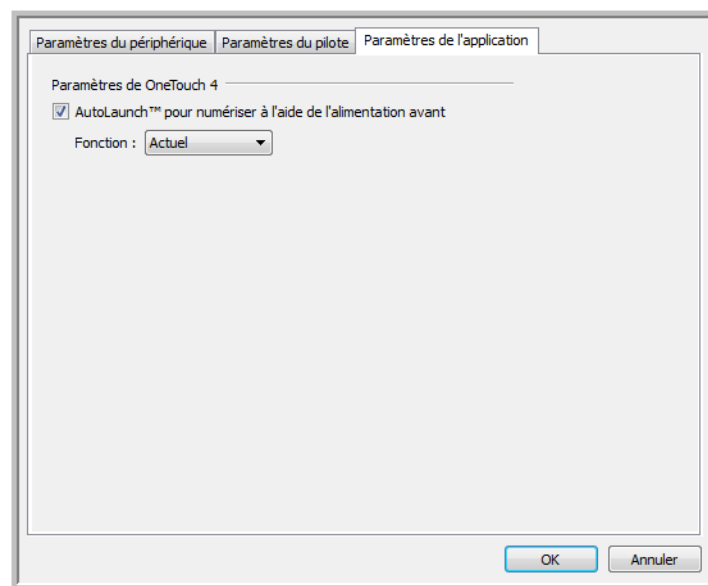 Paramètres du périphérique Paramètres du pilote Paramètres de l'application
Paramètres de OneTouch 4
AutoLaunch™ pour numériser à l'aide de l'alimentation avant
Fonction : Actuel
OK Annuler